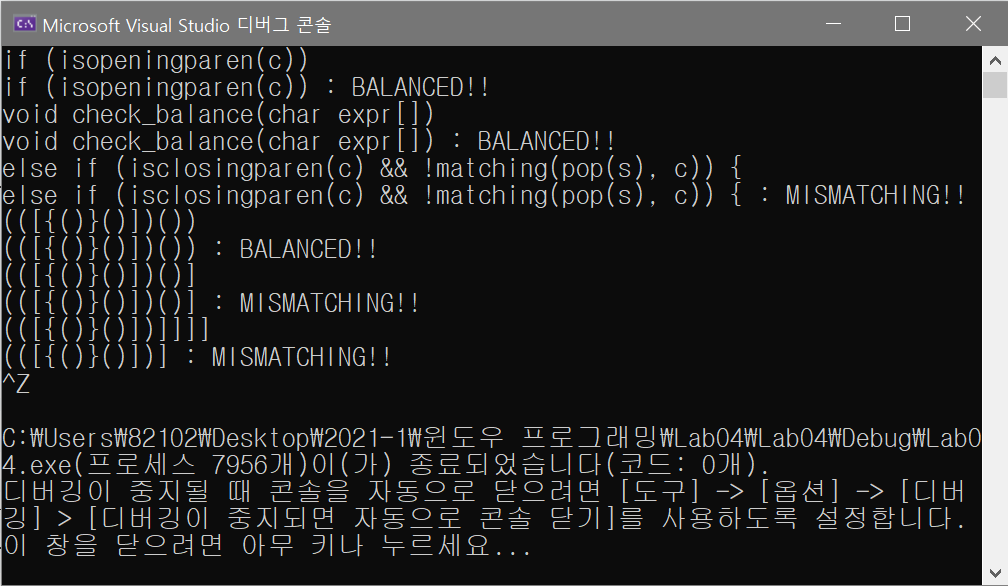 Microsoft Visual Studio 디버그 콘솔
if (isopeningparen(c))
if (isopeningparen(c)) : BALANCED!!
void check_balance(char expr[])
void check_balance(char expr[]) : BALANCED!!
else if (isclosingparen(c) && !matching(pop(s), c)) {
else if (isclosingparen(c) && !matching(pop(s), c)) { : MISMATCHING!!
(([{()}()])())
(([{()}()])()) : BALANCED!!
(([{()}()])()]
(([{()}()])()] : MISMATCHING!!
(([{()}()])]]]]
(([{()}()])] : MISMATCHING!!
^Z
C:₩Users₩82102₩Desktop₩2021-1₩윈도우 프로그래밍₩Lab04₩Lab04₩Debug₩Lab0
4.exe(프로세스 7956개)이(가) 종료되었습니다(코드: 0개).
디버깅이 중지될 때 콘솔을 자동으로 닫으려면 [도구] -> [옵션] -> [디버
깅] > [디버깅이 중지되면 자동으로 콘솔 닫기]를 사용하도록 설정합니다.
이 창을 닫으려면 아무 키나 누르세요...